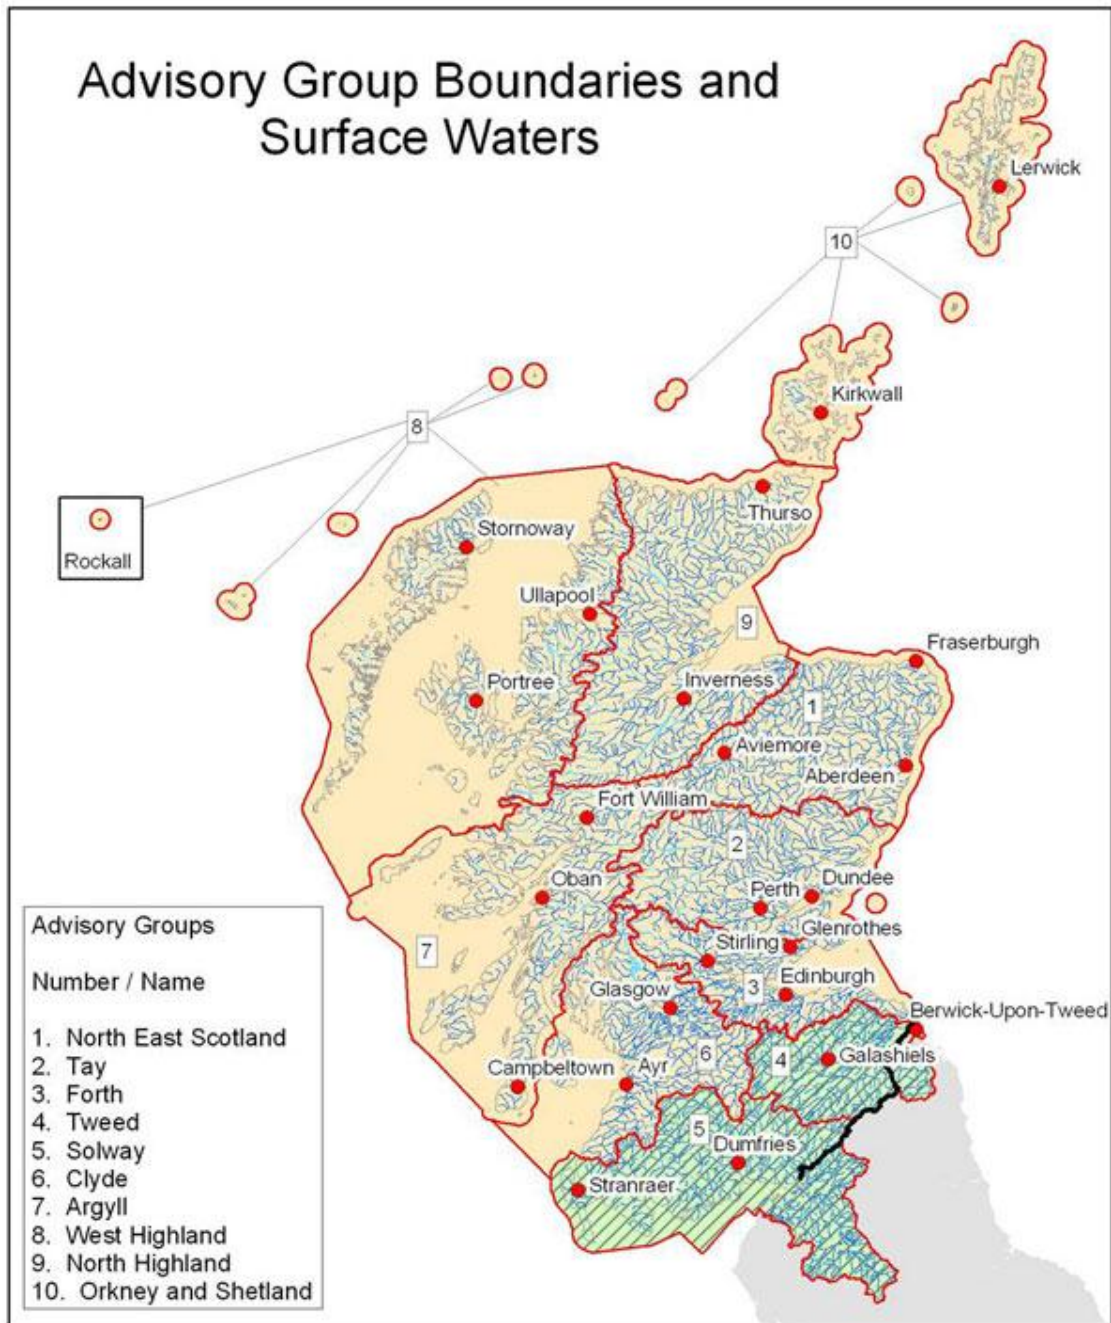 Advisory Group Boundaries and
Surface Waters
Lerwick
10
Kirkwall
8
Thurso
Rockall
Stornoway
Ullapool
9
Fraserburgh
Portree
Inverness
1
Aviemore
Aberdeen
Fort William
2
Oban
Perth
Dundee
Glenrothes
Stirling
7
3
Edinburgh
Glasgow
Berwick-Upon-Tweed
6
4
Galashiels
Campbeltown
Ayr
5
Dumfries
Stranraer
Advisory Groups
Number / Name
1. North East Scotland
2. Tay
3. Forth
4. Tweed
5. Solway
6. Clyde
7. Argyll
8. West Highland
9. North Highland
10. Orkney and Shetland